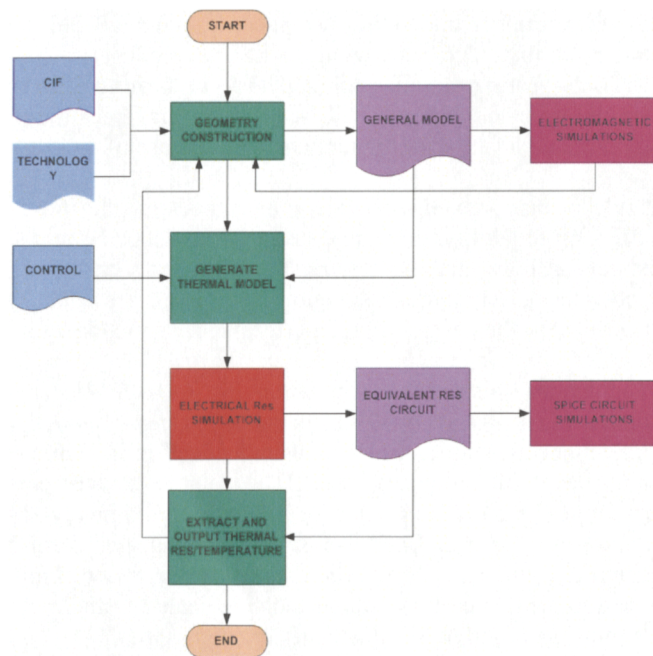 START
CIF
GEOMETRY
CONSTRUCTION
GENERAL MODEL
ELECTROMAGNETIC
SIMULATIONS
TECHNOLOG
Y
CONTROL
GENERATE
THERMAL MODEL
ELECTRICAL Res
SIMULATION
EQUIVALENT RES
CIRCUIT
SPICE CIRCUIT
SIMULATIONS
EXTRACT AND
OUTPUT THERMAL
RES/TEMPERATURE
END